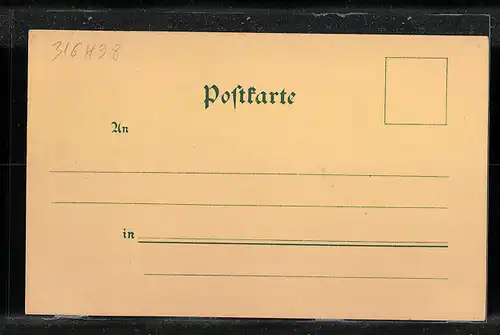 316498
Poſtkarte
An
in